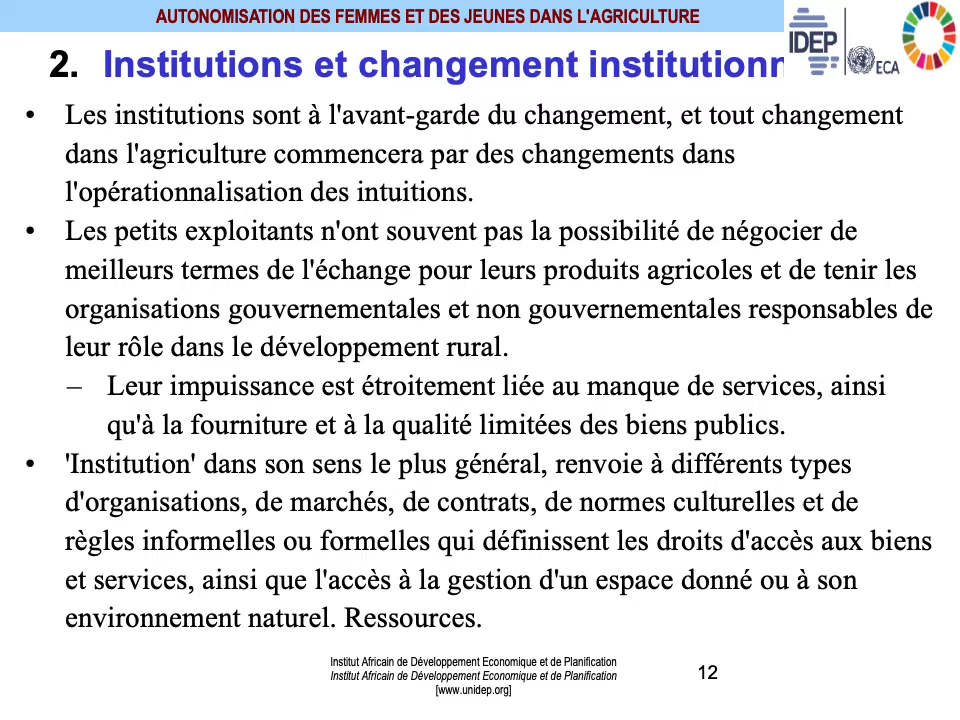 AUTONOMISATION DES FEMMES ET DES JEUNES DANS L'AGRICULTURE
IDEP
ECA
2. Institutions et changement institutionn
• Les institutions sont à l'avant-garde du changement, et tout changement
dans l'agriculture commencera par des changements dans
l'opérationnalisation des intuitions.
• Les petits exploitants n'ont souvent pas la possibilité de négocier de
meilleurs termes de l'échange pour leurs produits agricoles et de tenir les
organisations gouvernementales et non gouvernementales responsables de
leur rôle dans le développement rural.
– Leur impuissance est étroitement liée au manque de services, ainsi
qu'à la fourniture et à la qualité limitées des biens publics.
• 'Institution' dans son sens le plus général, renvoie à différents types
d'organisations, de marchés, de contrats, de normes culturelles et de
règles informelles ou formelles qui définissent les droits d'accès aux biens
et services, ainsi que l'accès à la gestion d'un espace donné ou à son
environnement naturel. Ressources.
Institut Africain de Développement Economique et de Planification
Institut Africain de Développement Economique et de Planification
[www.unidep.org]
12